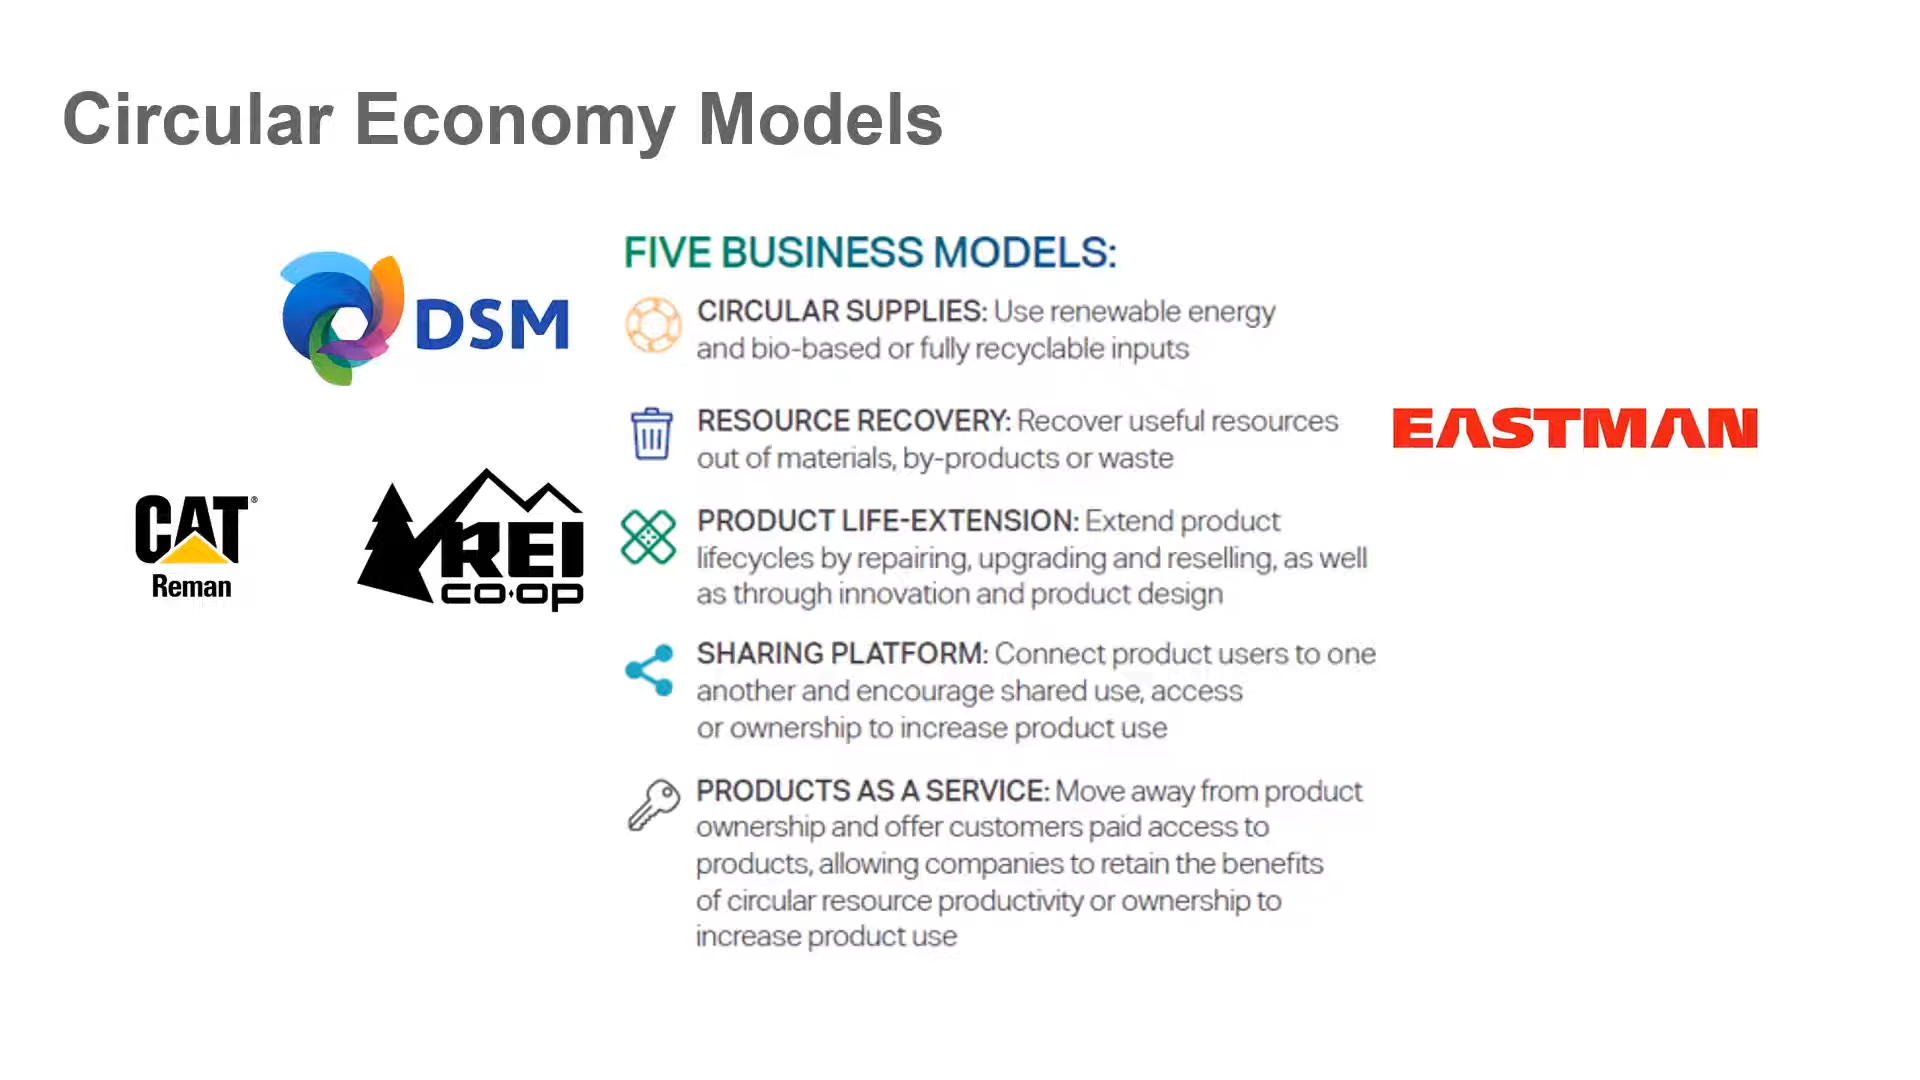 Circular Economy Models
DSM
CAT®
Reman
REI
CO·OP
FIVE BUSINESS MODELS:
CIRCULAR SUPPLIES: Use renewable energy
and bio-based or fully recyclable inputs
RESOURCE RECOVERY: Recover useful resources
out of materials, by-products or waste
PRODUCT LIFE-EXTENSION: Extend product
lifecycles by repairing, upgrading and reselling, as well
as through innovation and product design
SHARING PLATFORM: Connect product users to one
another and encourage shared use, access
or ownership to increase product use
PRODUCTS AS A SERVICE: Move away from product
ownership and offer customers paid access to
products, allowing companies to retain the benefits
of circular resource productivity or ownership to
increase product use
EASTMAN